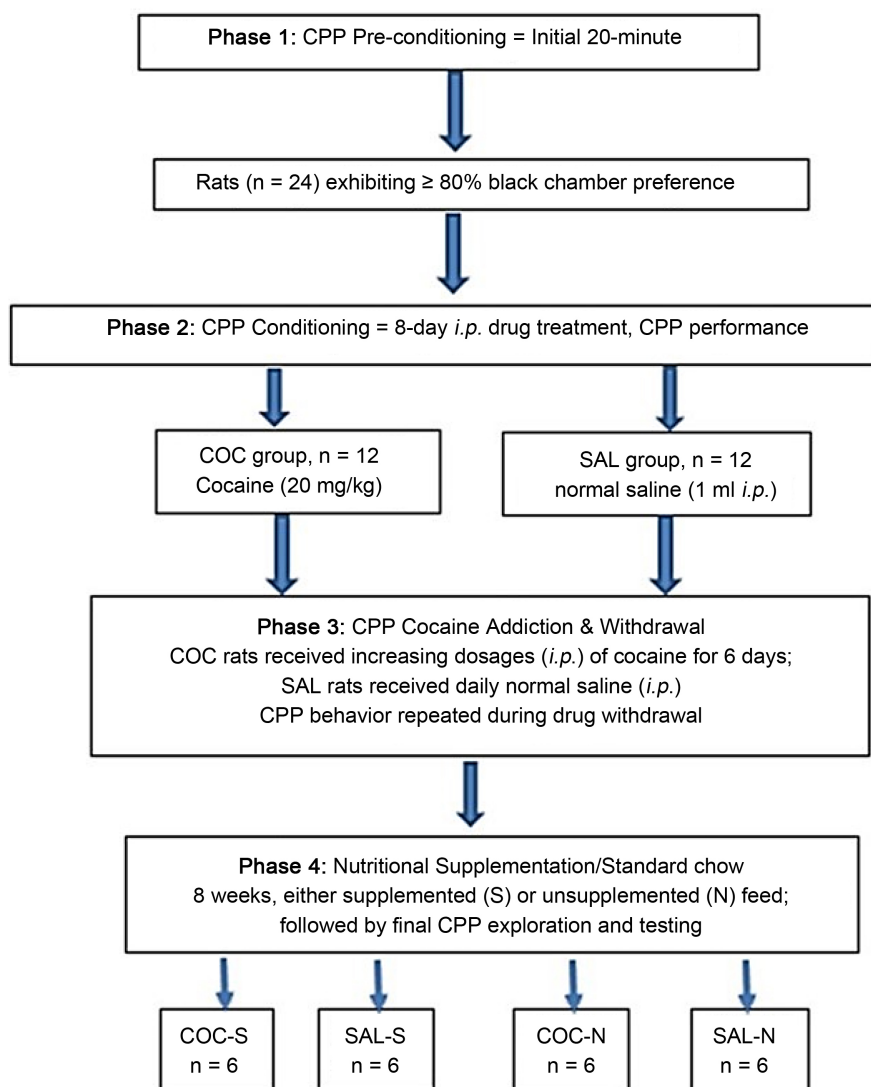 Phase 1: CPP Pre-conditioning = Initial 20-minute
Rats (n = 24) exhibiting ≥ 80% black chamber preference
Phase 2: CPP Conditioning = 8-day i.p. drug treatment, CPP performance
COC group, n = 12
Cocaine (20 mg/kg)
SAL group, n = 12
normal saline (1 ml i.p.)
Phase 3: CPP Cocaine Addiction & Withdrawal
COC rats received increasing dosages (i.p.) of cocaine for 6 days;
SAL rats received daily normal saline (i.p.)
CPP behavior repeated during drug withdrawal
Phase 4: Nutritional Supplementation/Standard chow
8 weeks, either supplemented (S) or unsupplemented (N) feed;
followed by final CPP exploration and testing
COC-S
n = 6
SAL-S
n = 6
COC-N
n = 6
SAL-N
n = 6